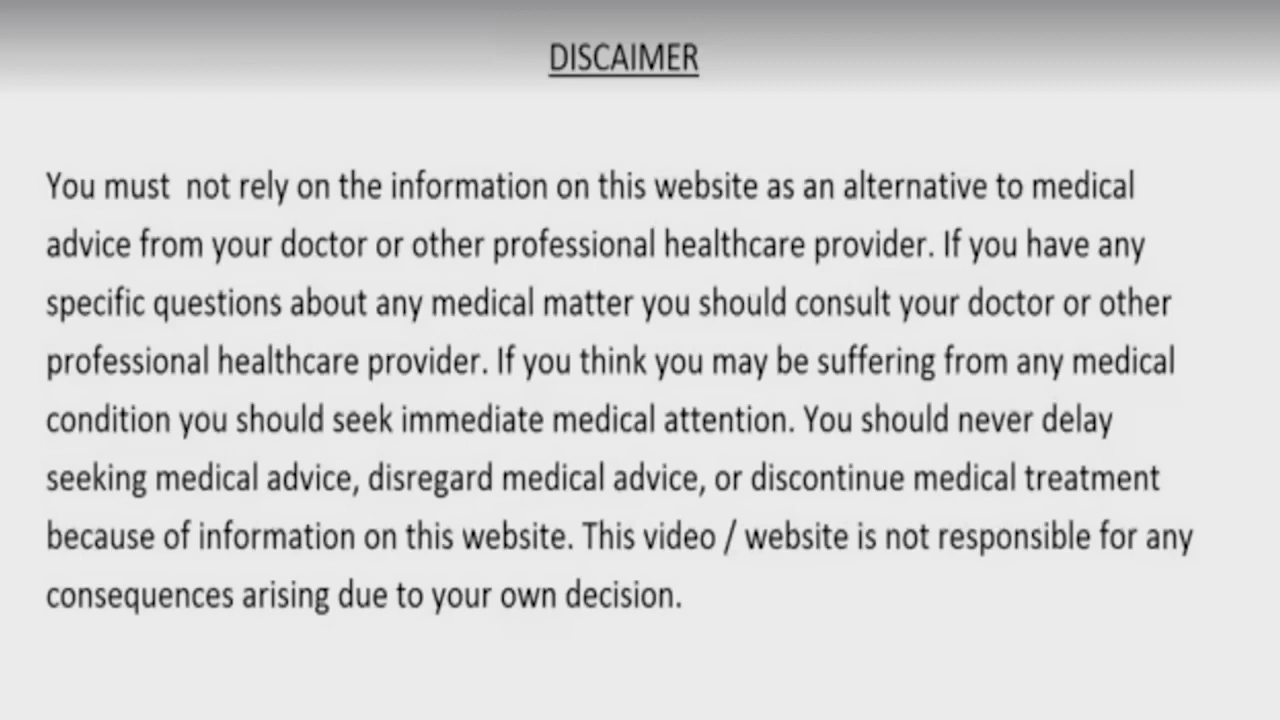 DISCAIMER
You must  not rely on the information on this website as an alternative to medical
advice from your doctor or other professional healthcare provider. If you have any
specific questions about any medical matter you should consult your doctor or other
professional healthcare provider. If you think you may be suffering from any medical
condition you should seek immediate medical attention. You should never delay
seeking medical advice, disregard medical advice, or discontinue medical treatment
because of information on this website. This video / website is not responsible for any
consequences arising due to your own decision.